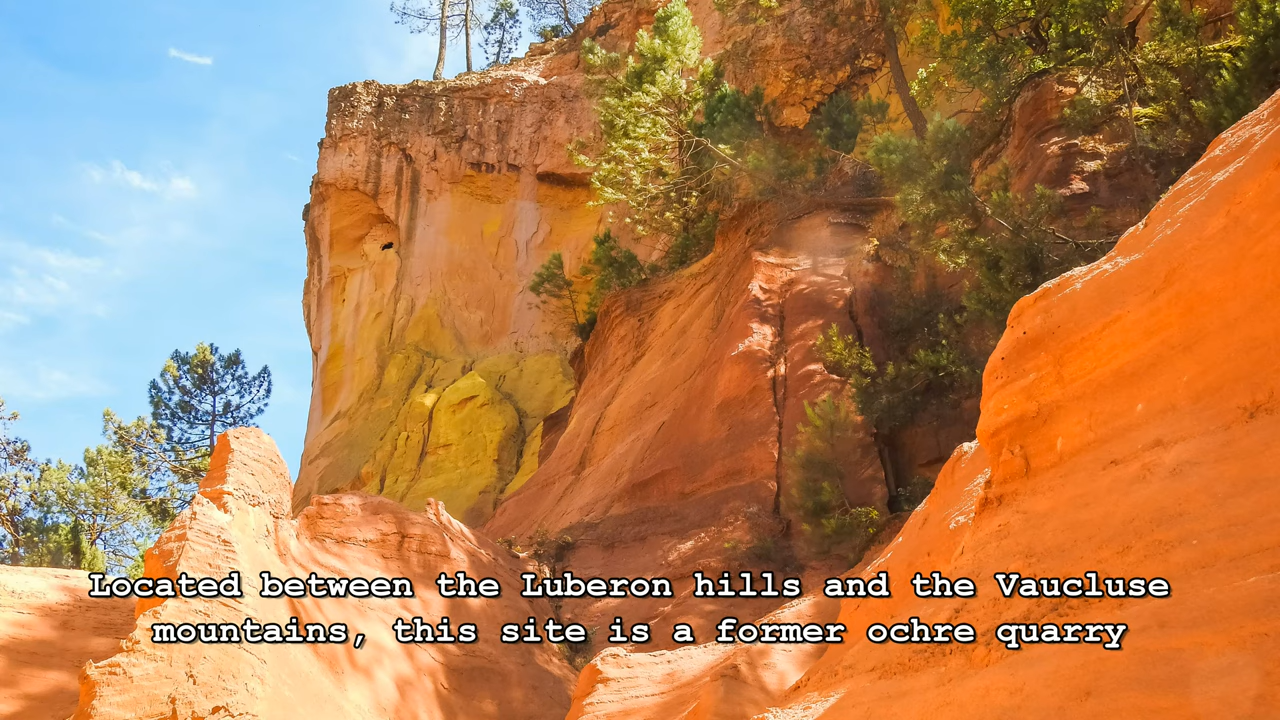 Located between the Luberon hills and the Vaucluse
mountains, this site is a former ochre quarry